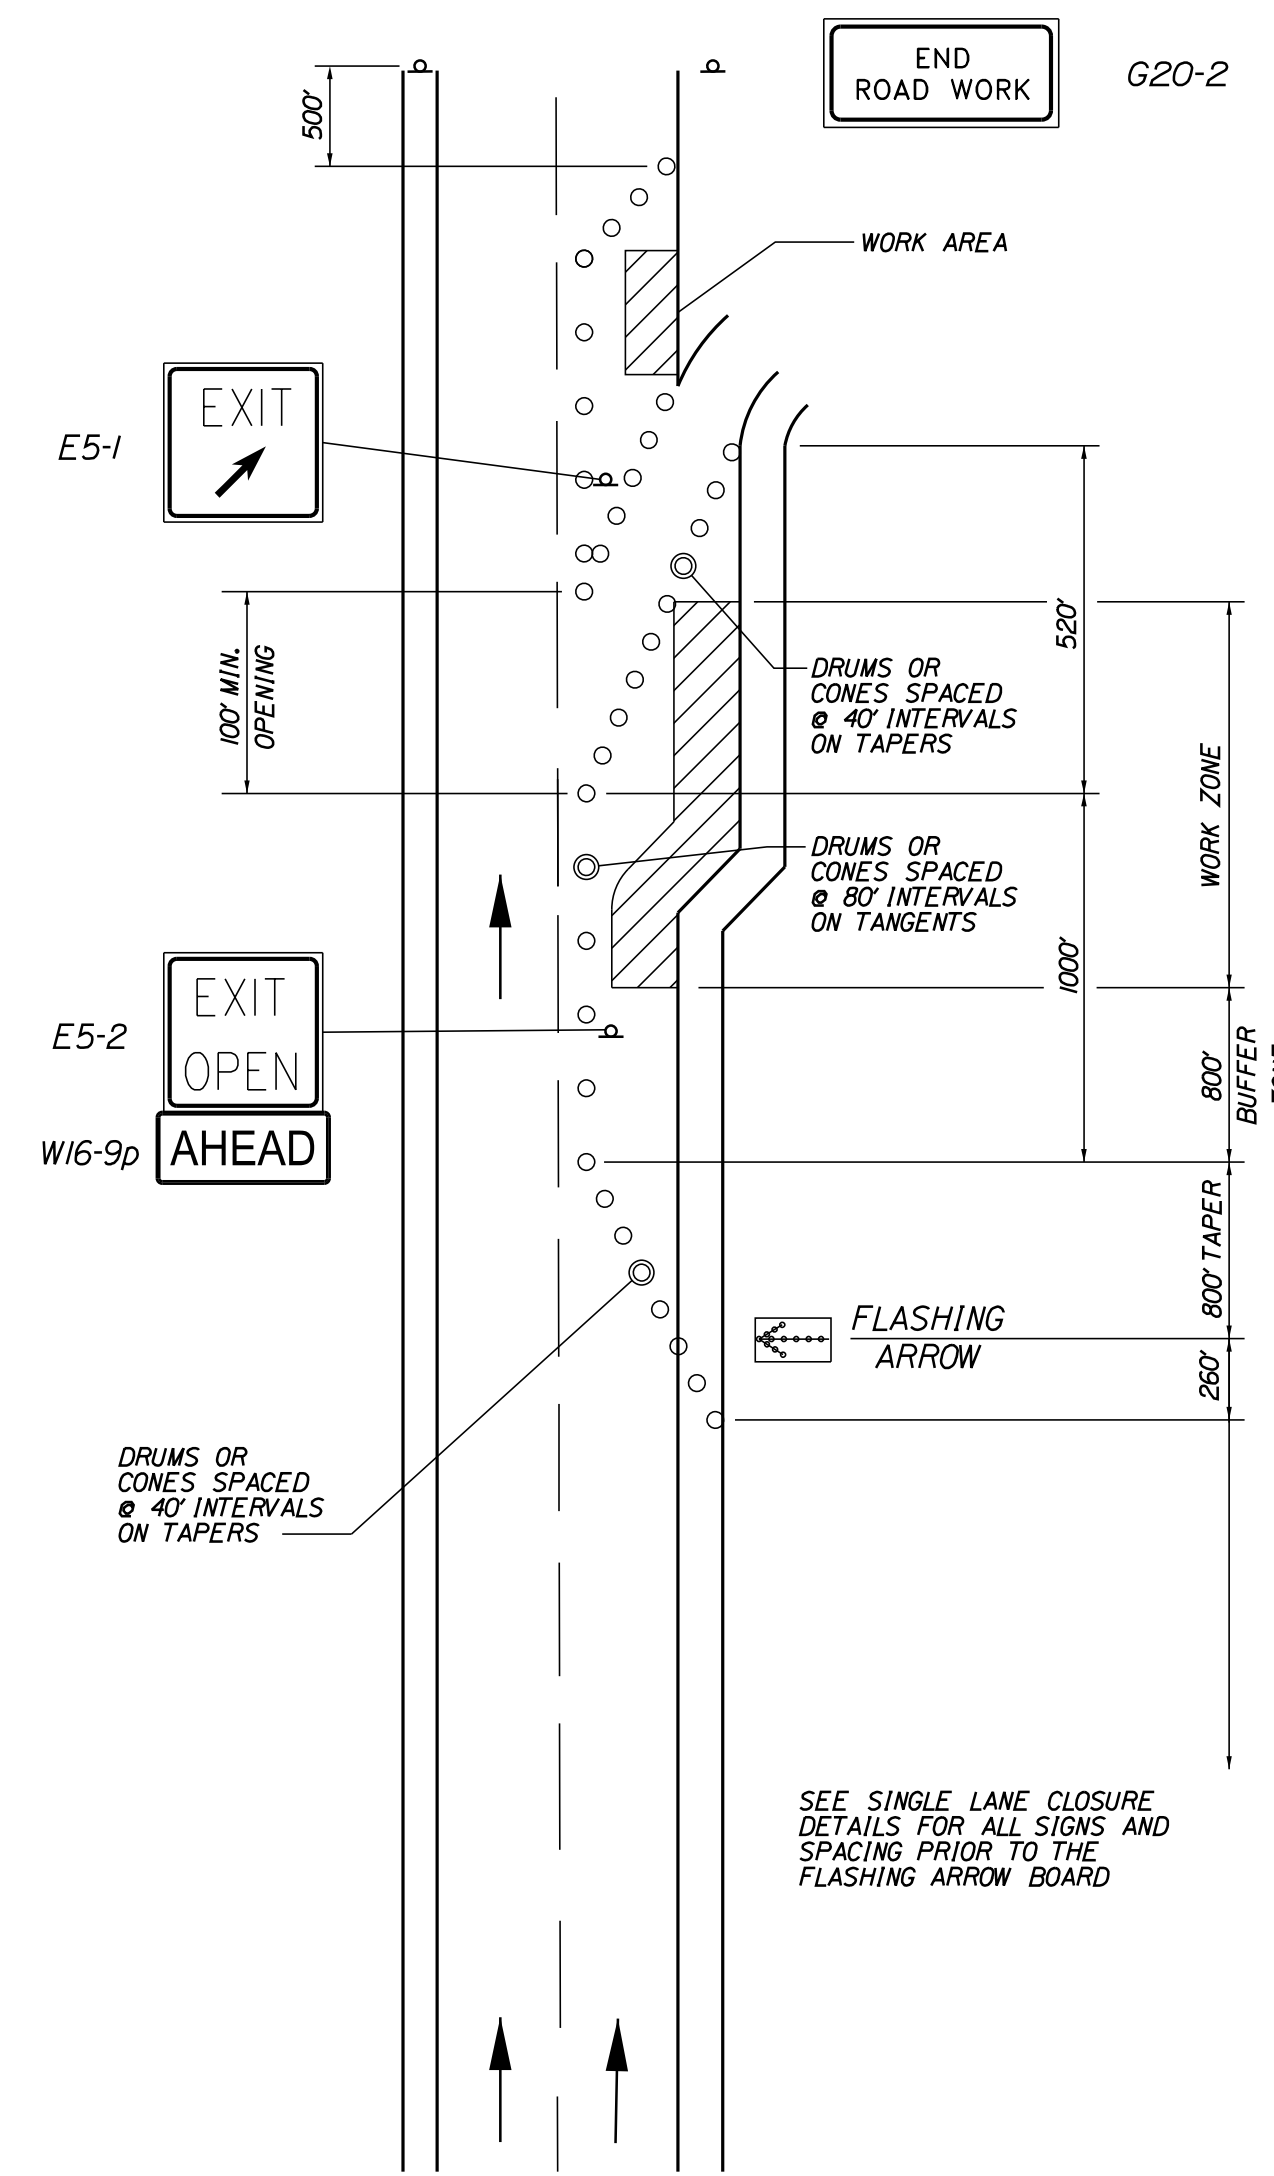 END
ROAD WORK
G20-2
500'
WORK AREA
EXIT
E5-1
520'
100' MIN.
OPENING
DRUMS OR
CONES SPACED
@ 40' INTERVALS
ON TAPERS
WORK ZONE
DRUMS OR
CONES SPACED
@ 80' INTERVALS
ON TANGENTS
1000'
EXIT
OPEN
E5-2
AHEAD
W16-9p
800'
BUFFER
800' TAPER
FLASHING
ARROW
260'
DRUMS OR
CONES SPACED
@ 40' INTERVALS
ON TAPERS
SEE SINGLE LANE CLOSURE
DETAILS FOR ALL SIGNS AND
SPACING PRIOR TO THE
FLASHING ARROW BOARD